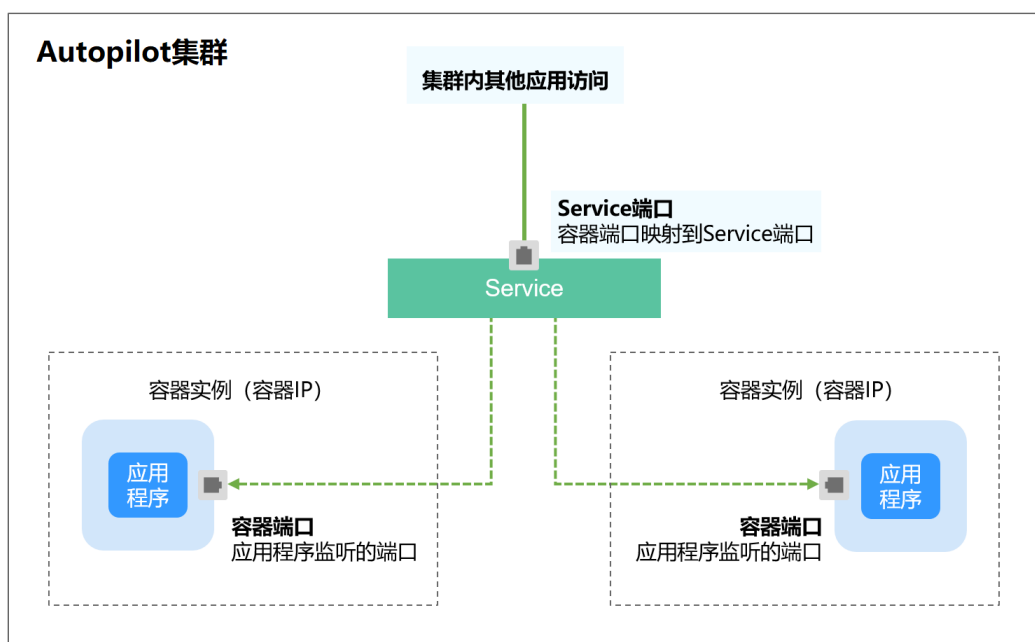 Autopilot集群
集群内其他应用访问
Service端口
容器端口映射到Service端口
Service
容器实例（容器IP）
应用
程序
容器端口
应用程序监听的端口
容器实例（容器IP）
应用
程序
容器端口
应用程序监听的端口